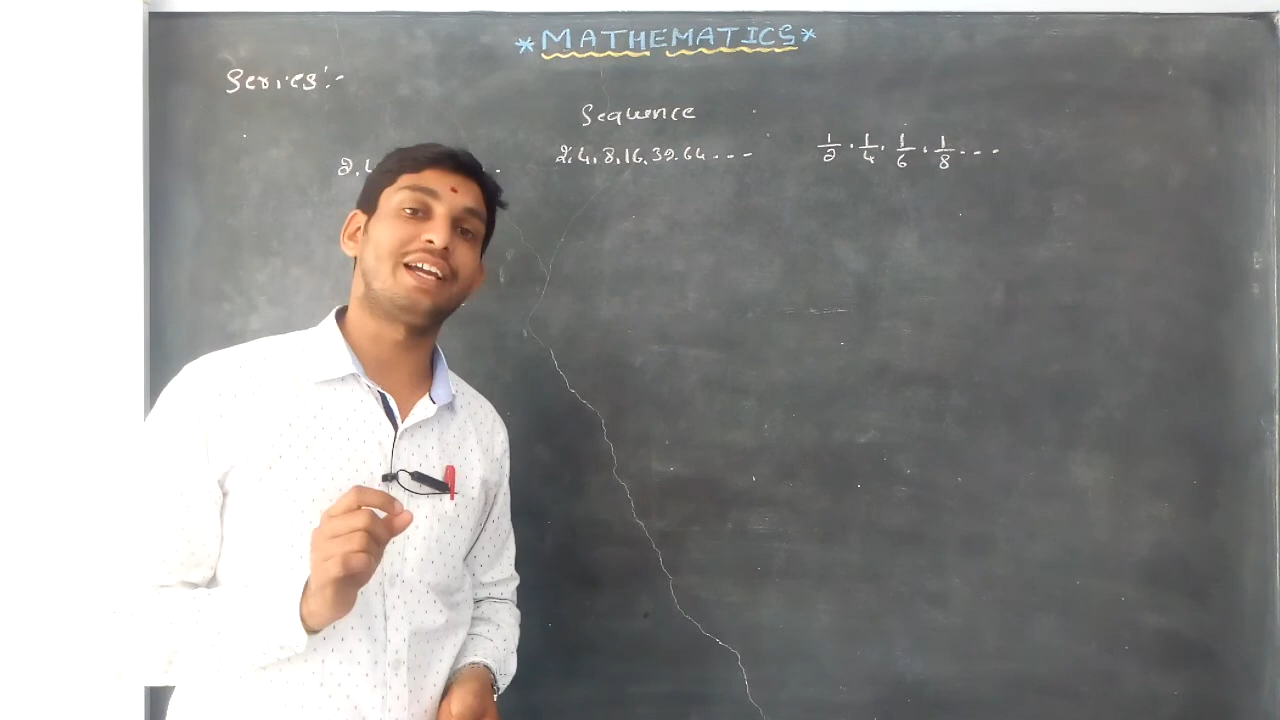 *MATHEMATICS*
Series:-
Sequence
2, 4, 8, 16, 32, 64 ... 1/2, 1/4, 1/6, 1/8 ...